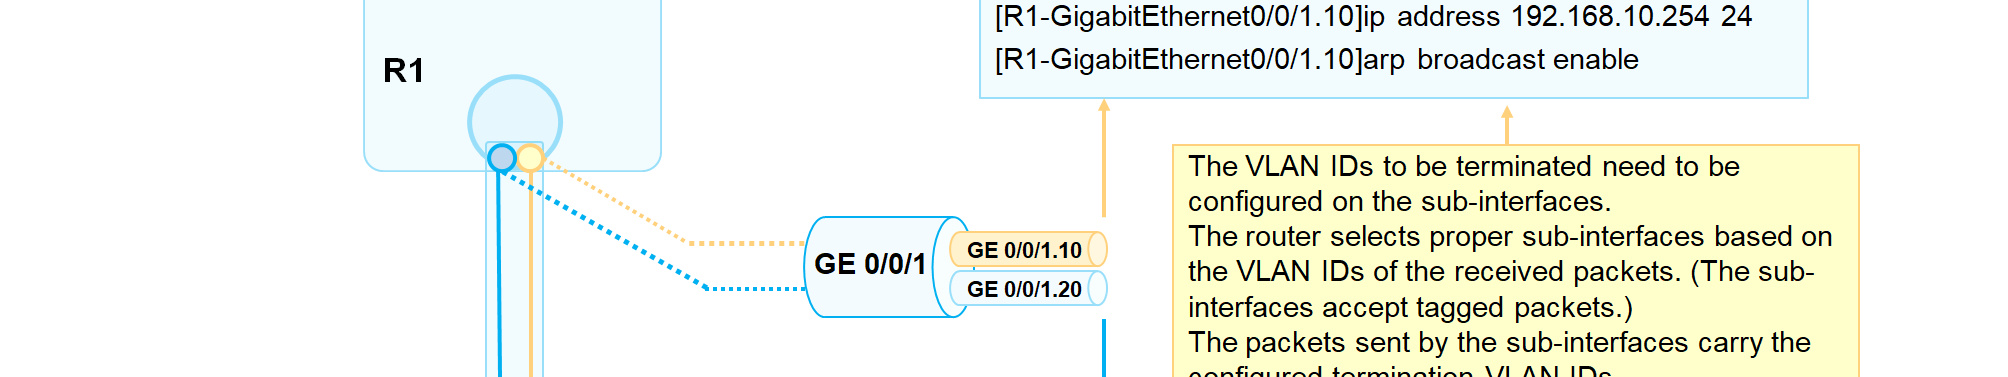 [R1-GigabitEthernet0/0/1.10]ip address 192.168.10.254 24
[R1-GigabitEthernet0/0/1.10]arp broadcast enable
R1
The VLAN IDs to be terminated need to be
configured on the sub-interfaces.
The router selects proper sub-interfaces based on
the VLAN IDs of the received packets. (The sub-
interfaces accept tagged packets.)
The packets sent by the sub-interfaces carry the
configured termination VLAN IDs.
GE 0/0/1
GE 0/0/1.10
GE 0/0/1.20